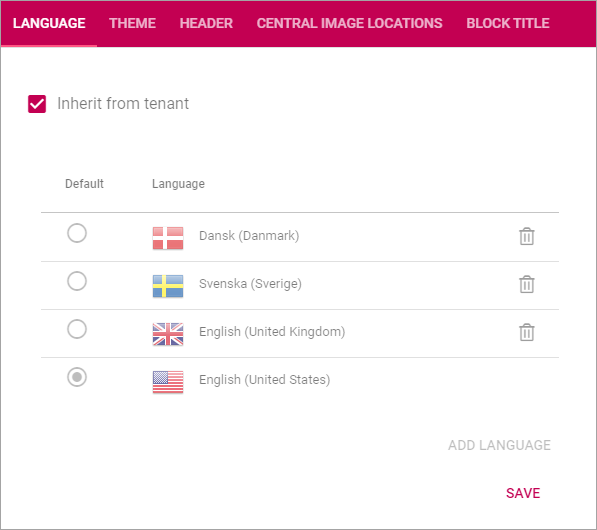 LANGUAGE THEME HEADER CENTRAL IMAGE LOCATIONS BLOCK TITLE
Inherit from tenant
Default Language
Dansk (Danmark)
Svenska (Sverige)
English (United Kingdom)
English (United States)
ADD LANGUAGE
SAVE